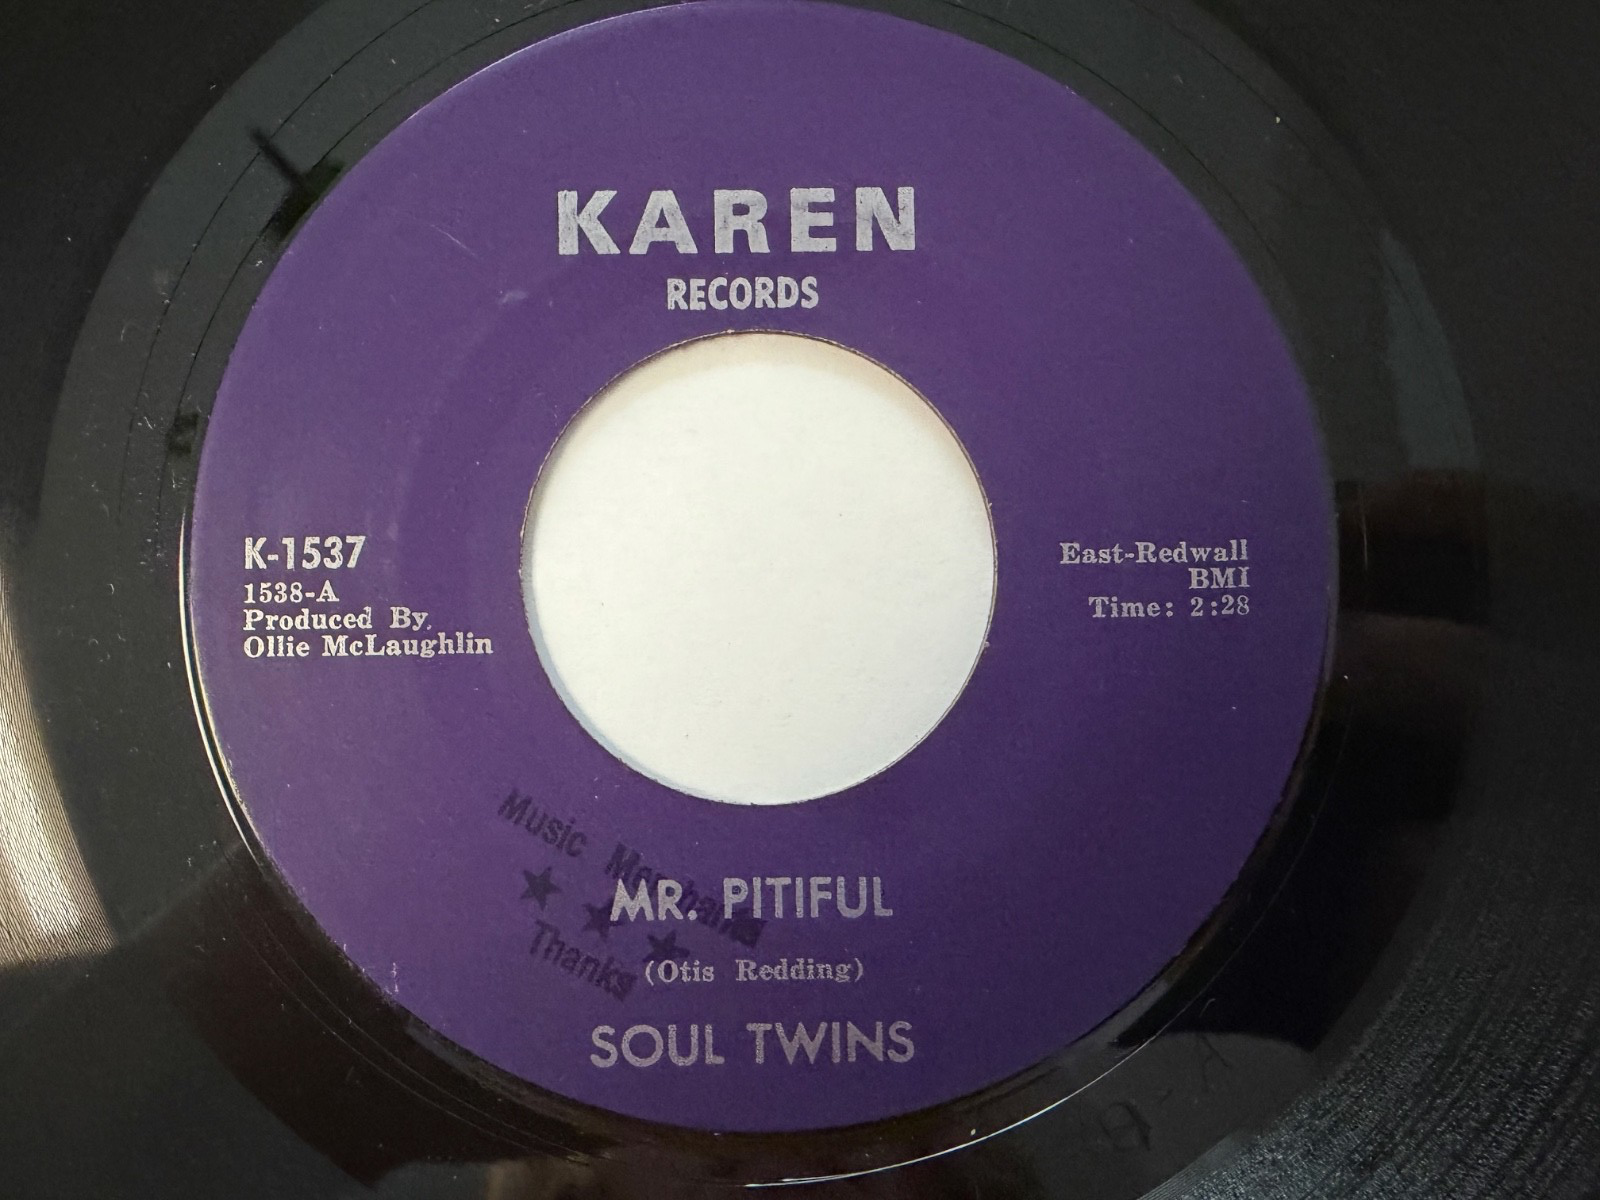 KAREN
RECORDS
K-1537
1538-A
Produced By.
Ollie McLaughlin
East-Redwall
BMI
Time: 2:28
Music Merchants
Thanks
MR. PITIFUL
(Otis Redding)
SOUL TWINS